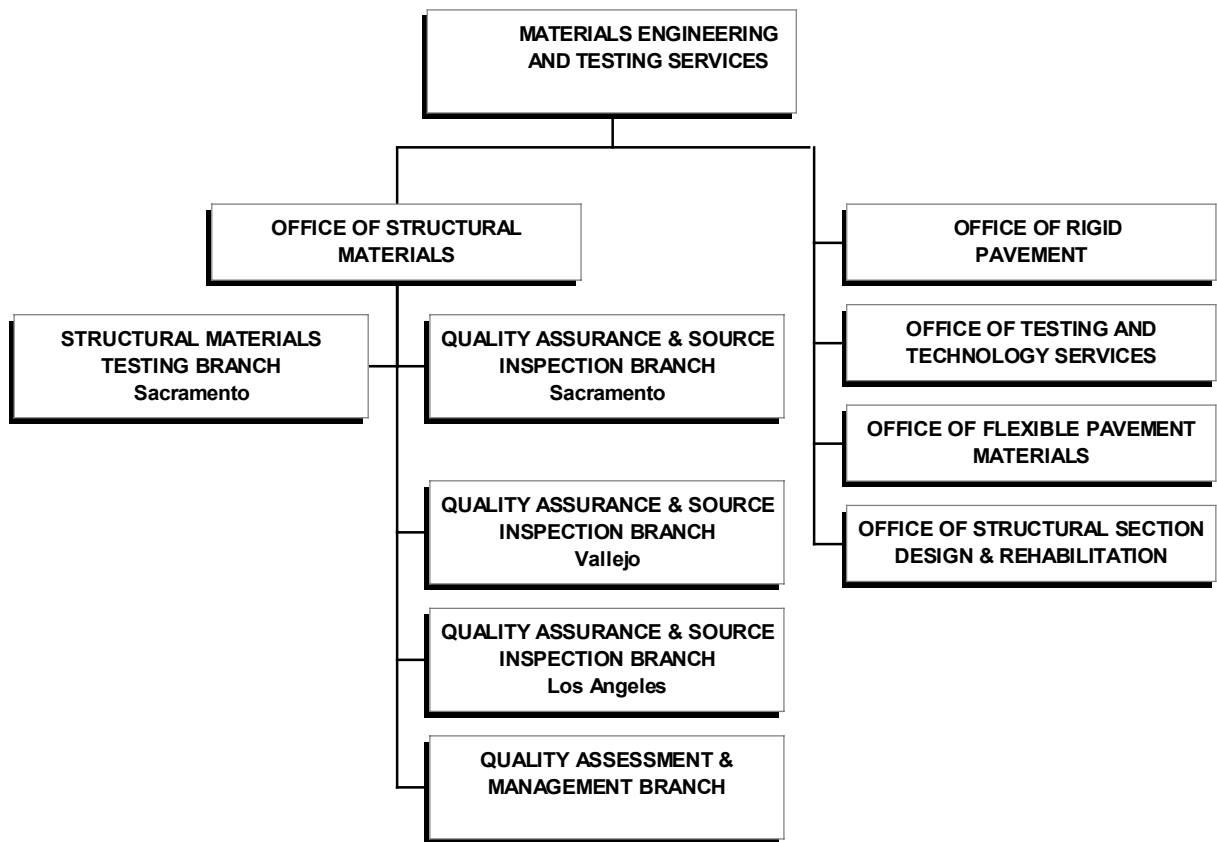 MATERIALS ENGINEERING
AND TESTING SERVICES
OFFICE OF STRUCTURAL
MATERIALS
STRUCTURAL MATERIALS
TESTING BRANCH
Sacramento
QUALITY ASSURANCE & SOURCE
INSPECTION BRANCH
Sacramento
QUALITY ASSURANCE & SOURCE
INSPECTION BRANCH
Vallejo
QUALITY ASSURANCE & SOURCE
INSPECTION BRANCH
Los Angeles
QUALITY ASSESSMENT &
MANAGEMENT BRANCH
OFFICE OF RIGID
PAVEMENT
OFFICE OF TESTING AND
TECHNOLOGY SERVICES
OFFICE OF FLEXIBLE PAVEMENT
MATERIALS
OFFICE OF STRUCTURAL SECTION
DESIGN & REHABILITATION